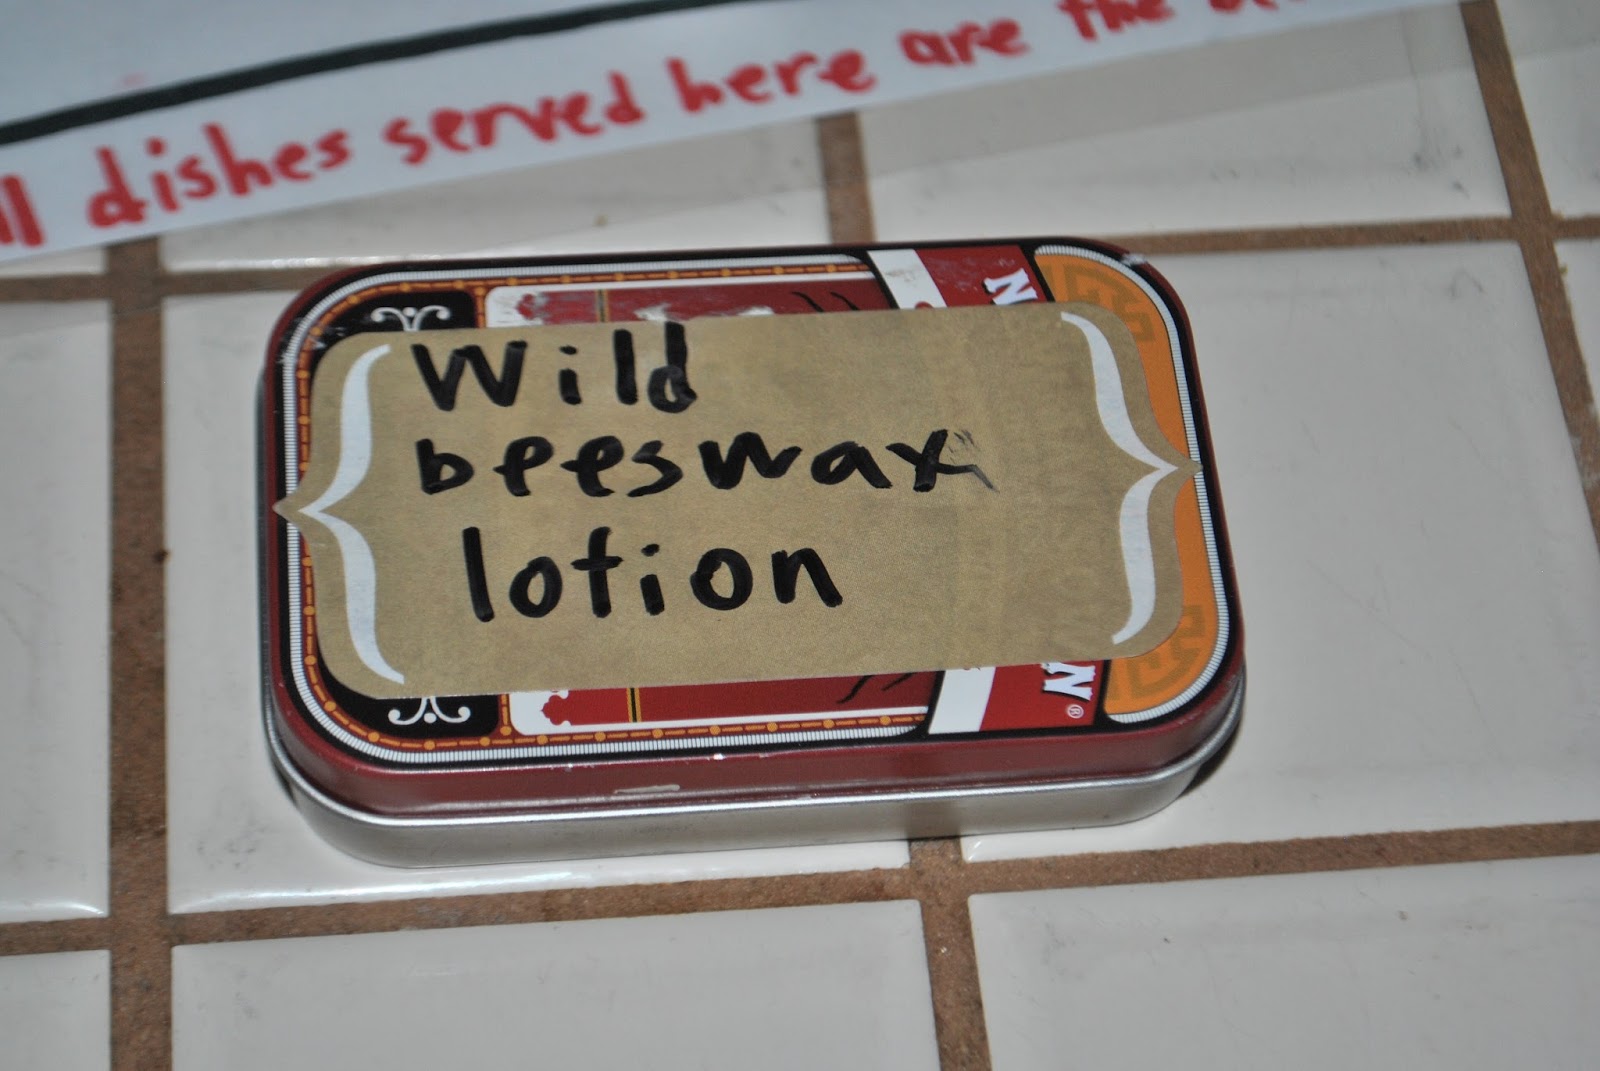 dishes served here are the
Wild
beeswax
lotion
N®